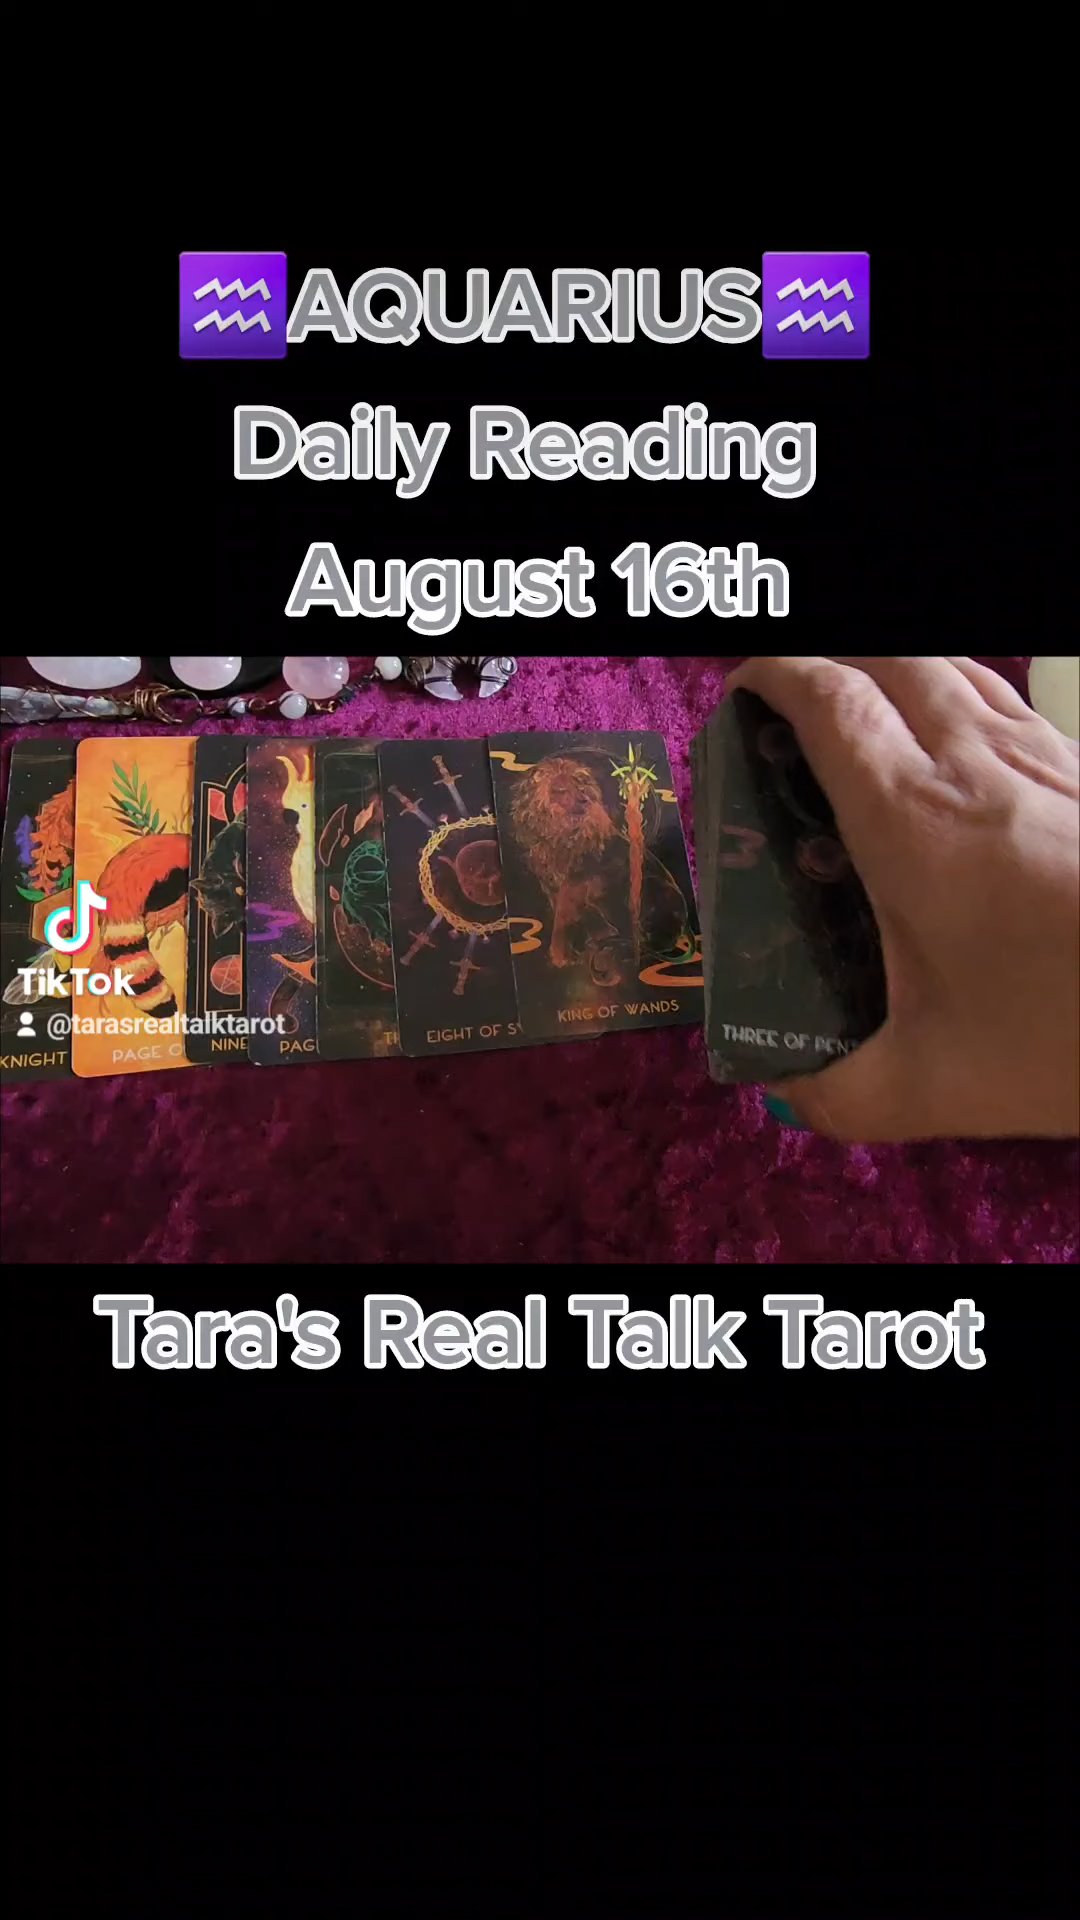 ♒AQUARIUS♒
Daily Reading
August 16th
TikTok
@tarasrealtalktarot
KNIGHT
PAGE O
NINE
PAG
EIGHT OF S
KING OF WANDS
THREE OF PEN
Tara's Real Talk Tarot